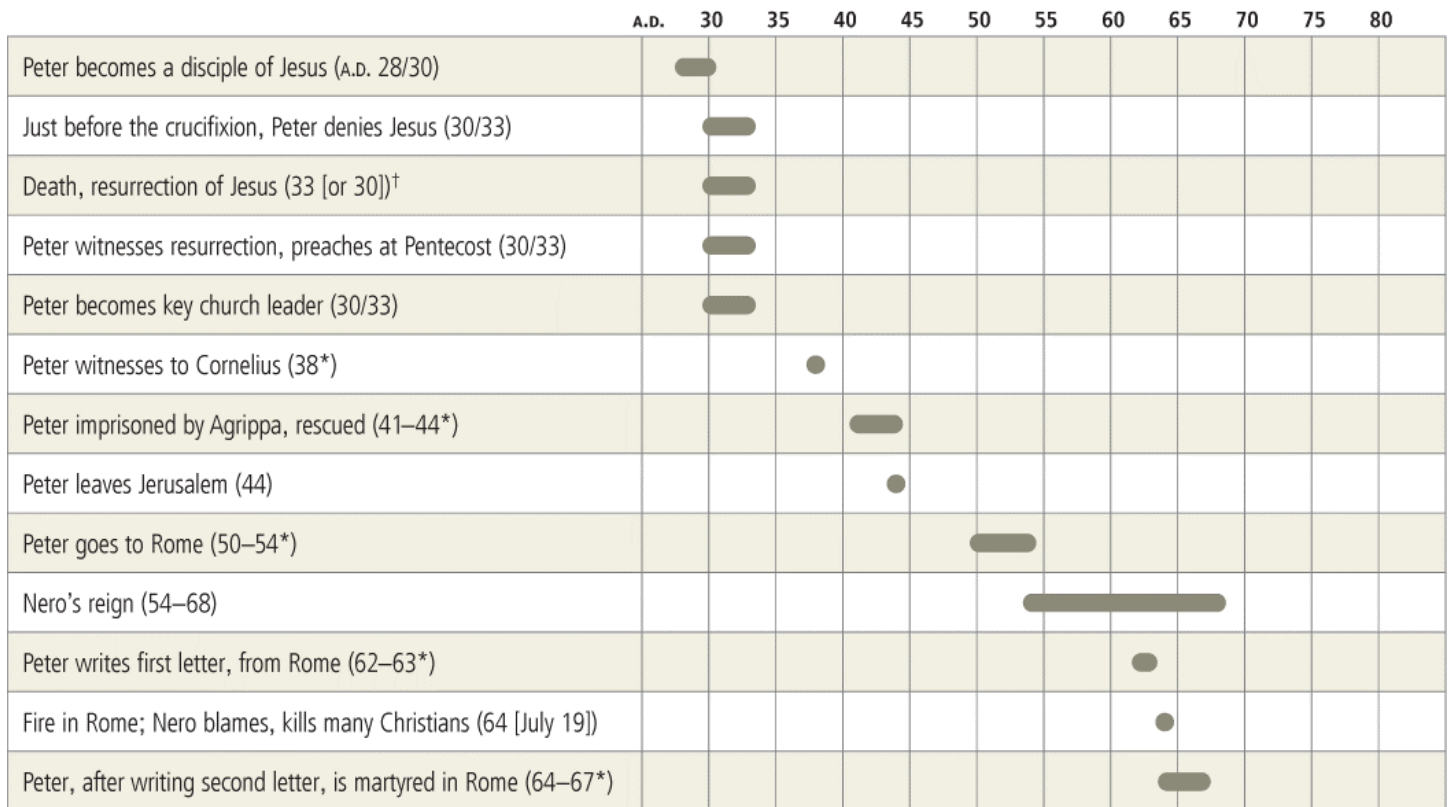 A.D. 30 35 40 45 50 55 60 65 70 75 80
Peter becomes a disciple of Jesus (A.D. 28/30)
Just before the crucifixion, Peter denies Jesus (30/33)
Death, resurrection of Jesus (33 [or 30])†
Peter witnesses resurrection, preaches at Pentecost (30/33)
Peter becomes key church leader (30/33)
Peter witnesses to Cornelius (38*)
Peter imprisoned by Agrippa, rescued (41–44*)
Peter leaves Jerusalem (44)
Peter goes to Rome (50–54*)
Nero’s reign (54–68)
Peter writes first letter, from Rome (62–63*)
Fire in Rome; Nero blames, kills many Christians (64 [July 19])
Peter, after writing second letter, is martyred in Rome (64–67*)